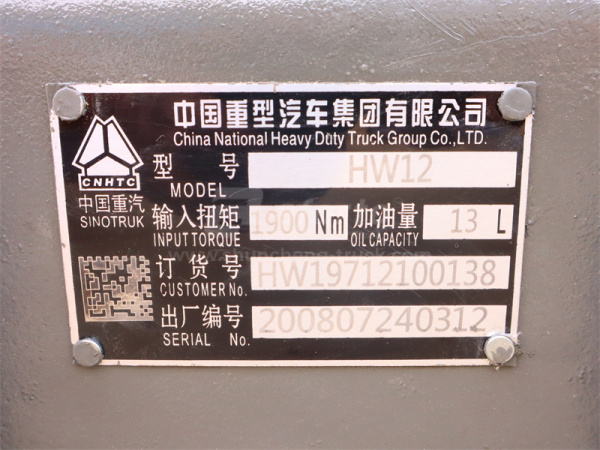 中国重型汽车集团有限公司
China National Heavy Duty Truck Group Co.,LTD.
CNHTC
中国重汽
SINOTRUK
型 号 HW12
MODEL
输入扭矩 1900 Nm 加油量 13 L
INPUT TORQUE OIL CAPACITY
订货号 HW19712100138
CUSTOMER No.
出厂编号 200807240312
SERIAL No.